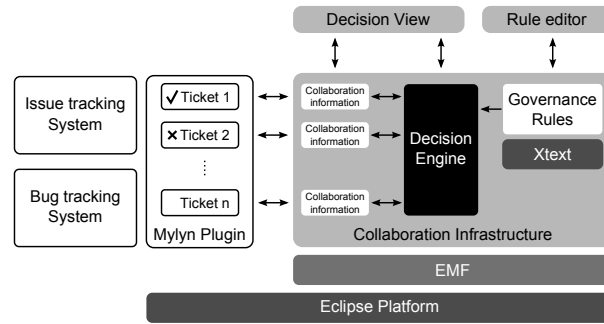 Decision View
Rule editor
Issue tracking
System
Bug tracking
System
Ticket 1
Ticket 2
Ticket n
Mylyn Plugin
Collaboration
information
Collaboration
information
Collaboration
information
Decision
Engine
Governance
Rules
Xtext
Collaboration Infrastructure
EMF
Eclipse Platform